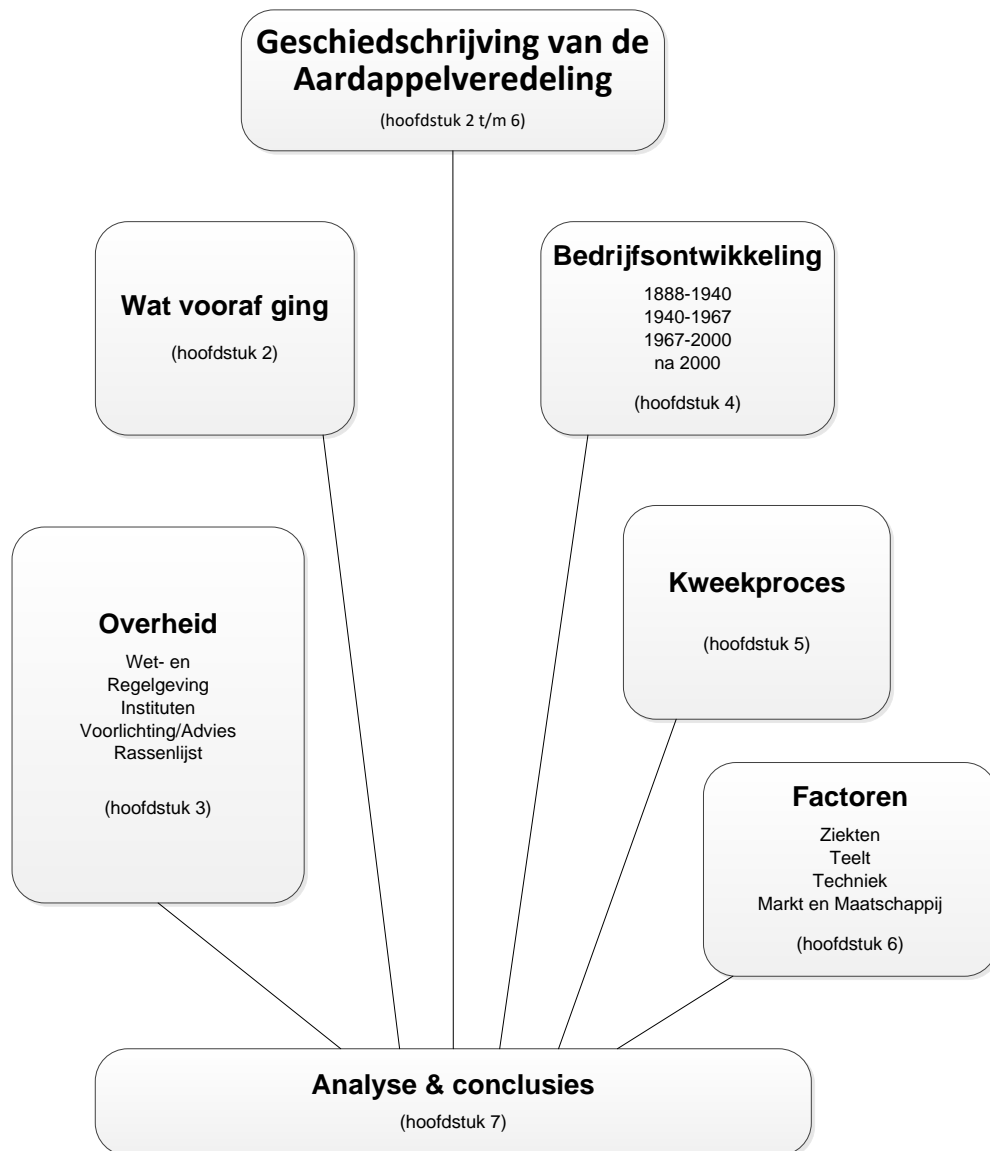 Geschiedschrijving van de
Aardappelveredeling
(hoofdstuk 2 t/m 6)
Wat vooraf ging
(hoofdstuk 2)
Bedrijfsontwikkeling
1888-1940
1940-1967
1967-2000
na 2000
(hoofdstuk 4)
Overheid
Wet- en
Regelgeving
Instituten
Voorlichting/Advies
Rassenlijst
(hoofdstuk 3)
Kweekproces
(hoofdstuk 5)
Factoren
Ziekten
Teelt
Techniek
Markt en Maatschappij
(hoofdstuk 6)
Analyse & conclusies
(hoofdstuk 7)